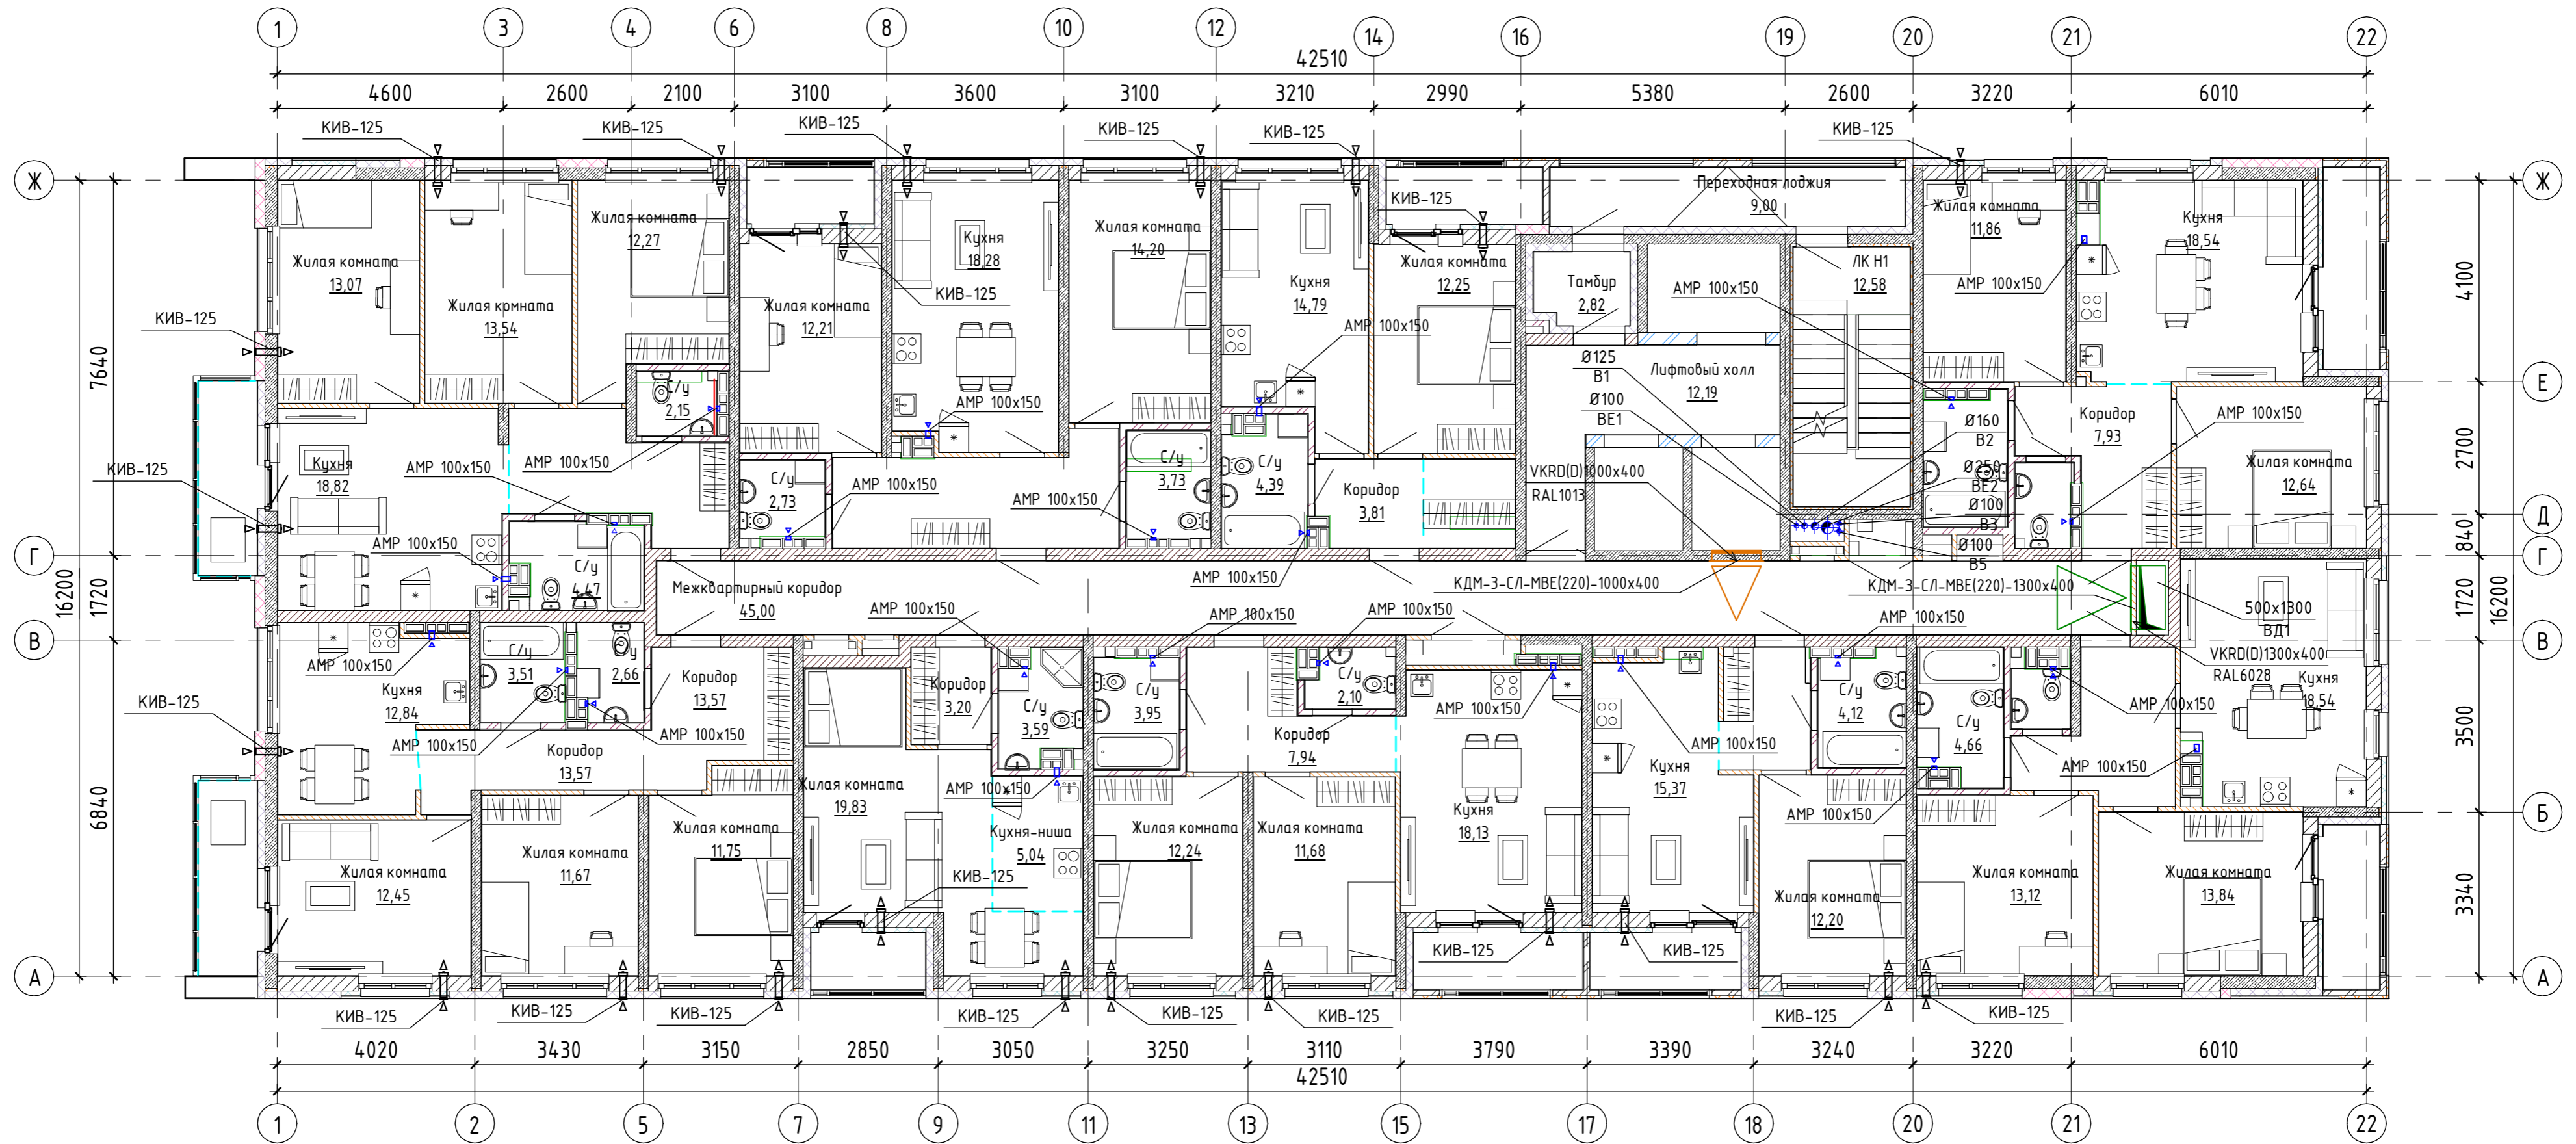 1
3
4
6
8
10
12
14
16
19
20
21
22
42510
4600
2600
2100
3100
3600
3100
3210
2990
5380
2600
3220
6010
КИВ-125
КИВ-125
КИВ-125
КИВ-125
КИВ-125
КИВ-125
Ж
Ж
Переходная лоджия
9,00
КИВ-125
Жилая комната
12,27
Жилая комната
14,20
Кухня
18,28
Жилая комната
11,86
Кухня
18,54
Жилая комната
13,07
Жилая комната
12,25
ЛК Н1
12,58
Кухня
14,79
Тамбур
2,82
АМР 100х150
АМР 100х150
4100
КИВ-125
Жилая комната
13,54
Жилая комната
12,21
КИВ-125
АМР 100х150
7640
Ø125
В1
Лифтовый холл
12,19
Ø100
ВЕ1
Е
С/у
2,15
АМР 100х150
Коридор
7,93
АМР 100х150
Ø160
В2
2700
КИВ-125
Кухня
18,82
АМР 100х150
АМР 100х150
С/у
2,73
АМР 100х150
АМР 100х150
С/у
3,73
С/у
4,39
Коридор
3,81
VKRD(D)1000х400
RAL1013
Ø250
ВЕ2
Жилая комната
12,64
Ø100
В3
Д
840
Г
АМР 100х150
Ø100
В5
Г
16200
1720
С/у
4,47
Межквартирный коридор
45,00
АМР 100х150
КДМ-3-СЛ-МВЕ(220)-1000х400
КДМ-3-СЛ-МВЕ(220)-1300х400
1720
16200
АМР 100х150
АМР 100х150
АМР 100х150
АМР 100х150
500х1300
ВД1
В
В
АМР 100х150
С/у
3,51
С/у
2,66
Коридор
13,57
VKRD(D)1300х400
RAL6028
КИВ-125
Кухня
12,84
Коридор
3,20
С/у
3,59
С/у
3,95
С/у
2,10
АМР 100х150
С/у
4,12
С/у
4,66
АМР 100х150
Кухня
18,54
3500
АМР 100х150
АМР 100х150
Коридор
13,57
Коридор
7,94
АМР 100х150
АМР 100х150
Кухня
15,37
6840
Жилая комната
19,83
АМР 100х150
Кухня
18,13
АМР 100х150
Б
Жилая комната
12,45
Жилая комната
11,67
Жилая комната
11,75
Кухня-ниша
5,04
Жилая комната
12,24
Жилая комната
11,68
КИВ-125
Жилая комната
12,20
Жилая комната
13,12
Жилая комната
13,84
3340
КИВ-125
КИВ-125
А
А
КИВ-125
КИВ-125
КИВ-125
КИВ-125
КИВ-125
КИВ-125
КИВ-125
КИВ-125
4020
3430
3150
2850
3050
3250
3110
3790
3390
3240
3220
6010
42510
1
2
5
7
9
11
13
15
17
18
20
21
22